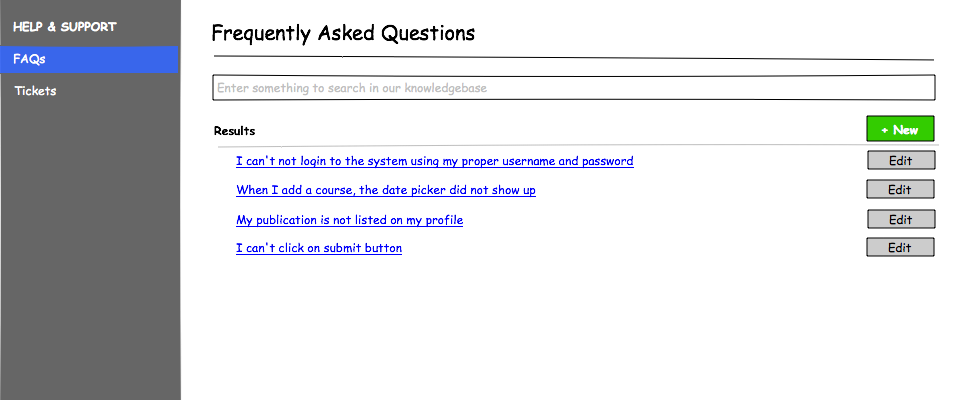 HELP & SUPPORT
FAQs
Tickets
Frequently Asked Questions
Enter something to search in our knowledgebase
Results
+ New
I can't not login to the system using my proper username and password
Edit
When I add a course, the date picker did not show up
Edit
My publication is not listed on my profile
Edit
I can't click on submit button
Edit